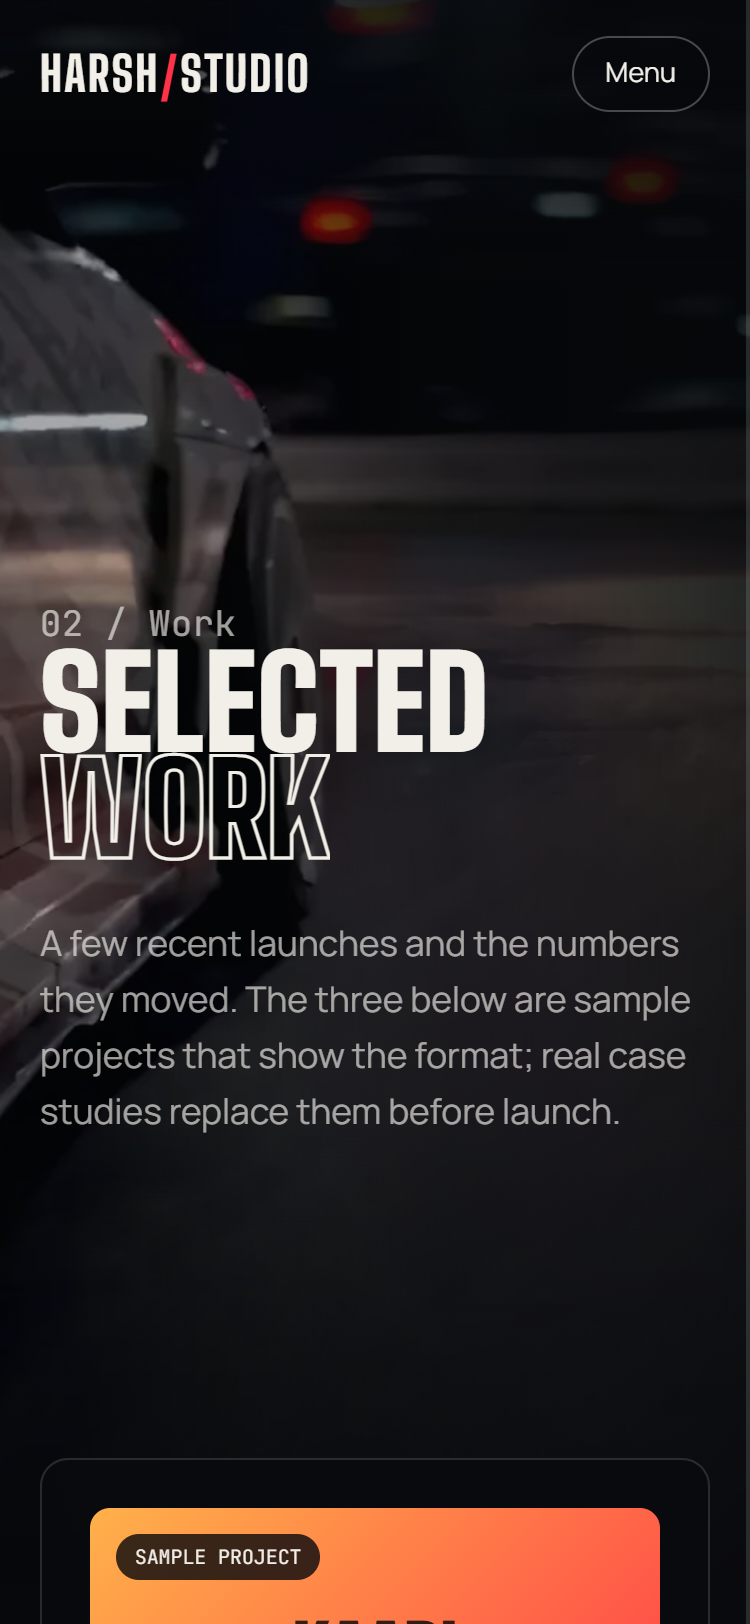 HARSH/STUDIO
Menu
02 / Work
SELECTED
WORK
A few recent launches and the numbers
they moved. The three below are sample
projects that show the format; real case
studies replace them before launch.
SAMPLE PROJECT